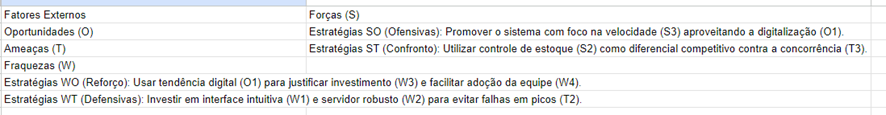 Fatores Externos Forças (S)
Oportunidades (O) Estratégias SO (Ofensivas): Promover o sistema com foco na velocidade (S3) aproveitando a digitalização (O1).
Ameaças (T) Estratégias ST (Confronto): Utilizar controle de estoque (S2) como diferencial competitivo contra a concorrência (T3).
Fraquezas (W)
Estratégias WO (Reforço): Usar tendência digital (O1) para justificar investimento (W3) e facilitar adoção da equipe (W4).
Estratégias WT (Defensivas): Investir em interface intuitiva (W1) e servidor robusto (W2) para evitar falhas em picos (T2).